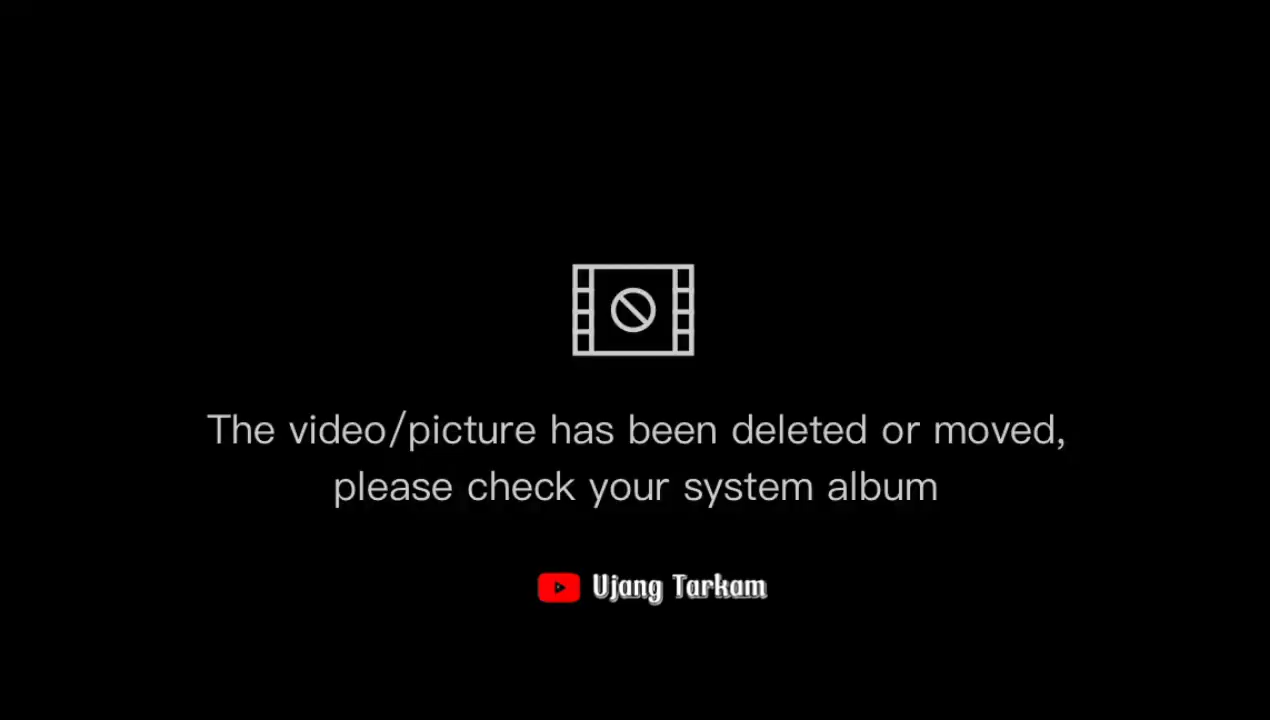 The video/picture has been deleted or moved,
please check your system album
Ujang Tarkam